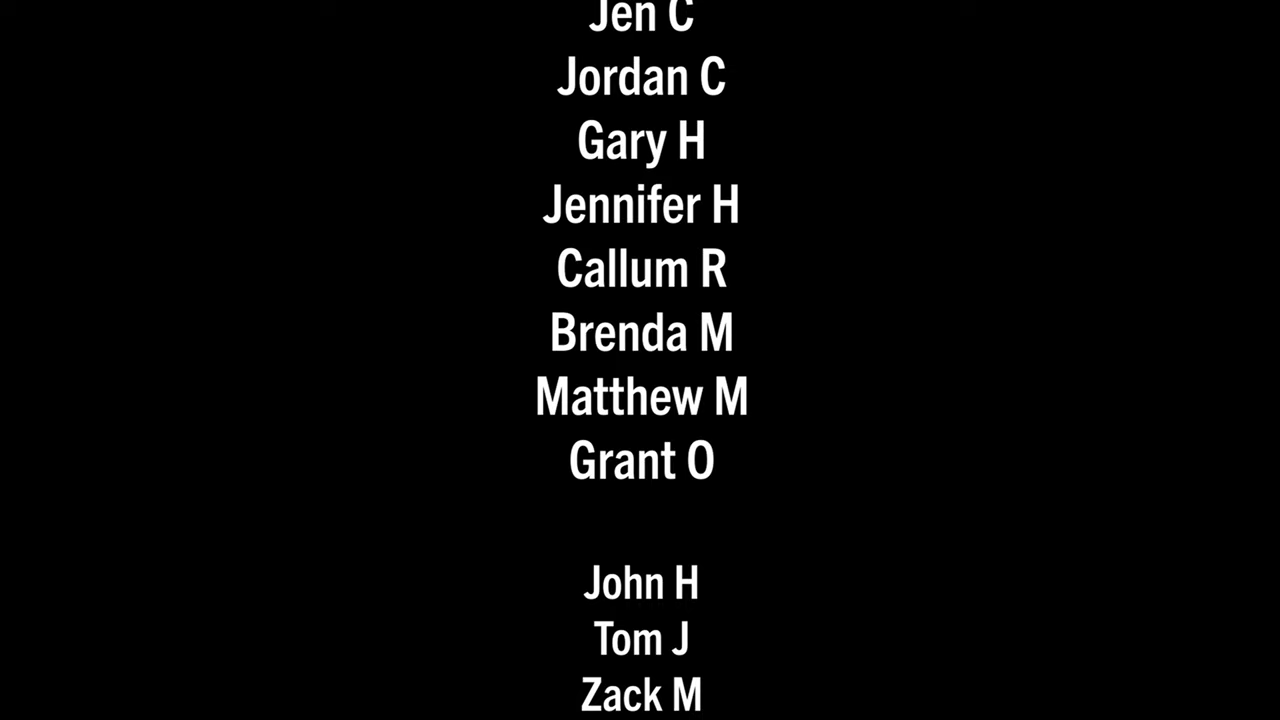 Jen C
Jordan C
Gary H
Jennifer H
Callum R
Brenda M
Matthew M
Grant O
John H
Tom J
Zack M